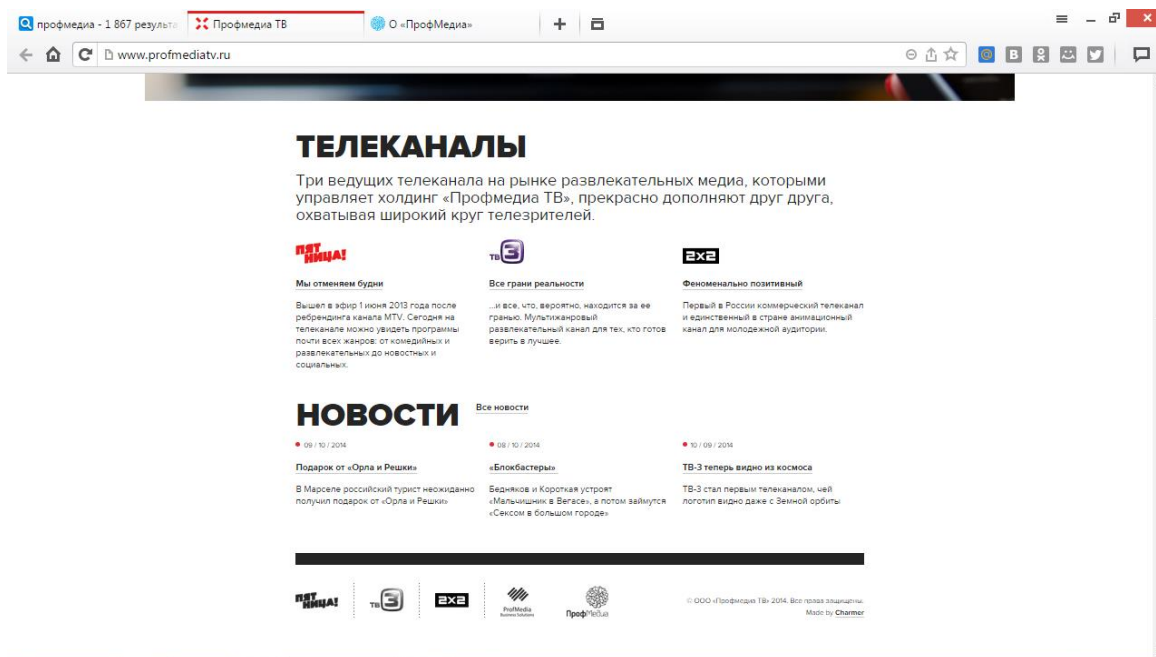 профмедиа - 1 867 результа
Профмедиа ТВ
О «ПрофМедиа»
www.profmediatv.ru
ТЕЛЕКАНАЛЫ
Три ведущих телеканала на рынке развлекательных медиа, которыми
управляет холдинг «Профмедиа ТВ», прекрасно дополняют друг друга,
охватывая широкий круг телезрителей.
ПЯТНИЦА!
ТВ 3
2x2
Мы отменяем будни
Вышел в эфир 1 июня 2013 года после
ребрендинга канала MTV. Сегодня на
телеканале можно увидеть программы
почти всех жанров: от комедийных и
развлекательных до новостных и
социальных.
Все грани реальности
...и все, что, вероятно, находится за ее
гранью. Мультижанровый
развлекательный канал для тех, кто готов
верить в лучшее.
Феноменально позитивный
Первый в России коммерческий телеканал
и единственный в стране анимационный
канал для молодежной аудитории.
НОВОСТИ
Все новости
09 / 10 / 2014
Подарок от «Орла и Решки»
В Марселе российский турист неожиданно
получил подарок от «Орла и Решки»
08 / 10 / 2014
«Блокбастеры»
Бедняков и Короткая устроят
«Мальчишник в Вегасе», а потом займутся
«Сексом в большом городе»
10 / 09 / 2014
ТВ-3 теперь видно из космоса
ТВ-3 стал первым телеканалом, чей
логотип видно даже с Земной орбиты
ПЯТНИЦА!
ТВ 3
2x2
ProfMedia
Business Solutions
ПрофМедиа
© ООО «Профмедиа ТВ» 2014. Все права защищены.
Made by Charmer